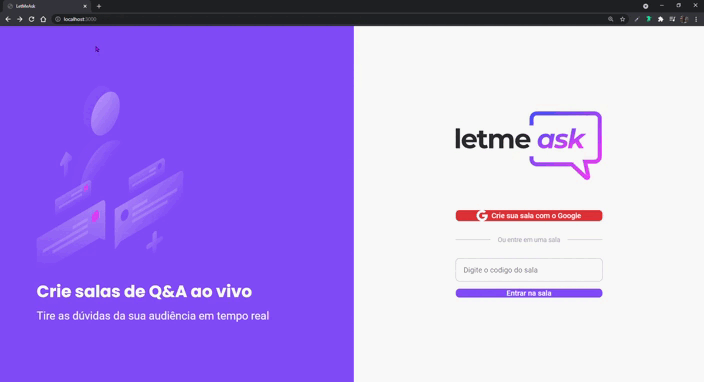 LetMeAsk
localhost:3000
letme ask
Crie sua sala com o Google
Ou entre em uma sala
Digite o codigo do sala
Entrar na sala
Crie salas de Q&A ao vivo
Tire as dúvidas da sua audiência em tempo real